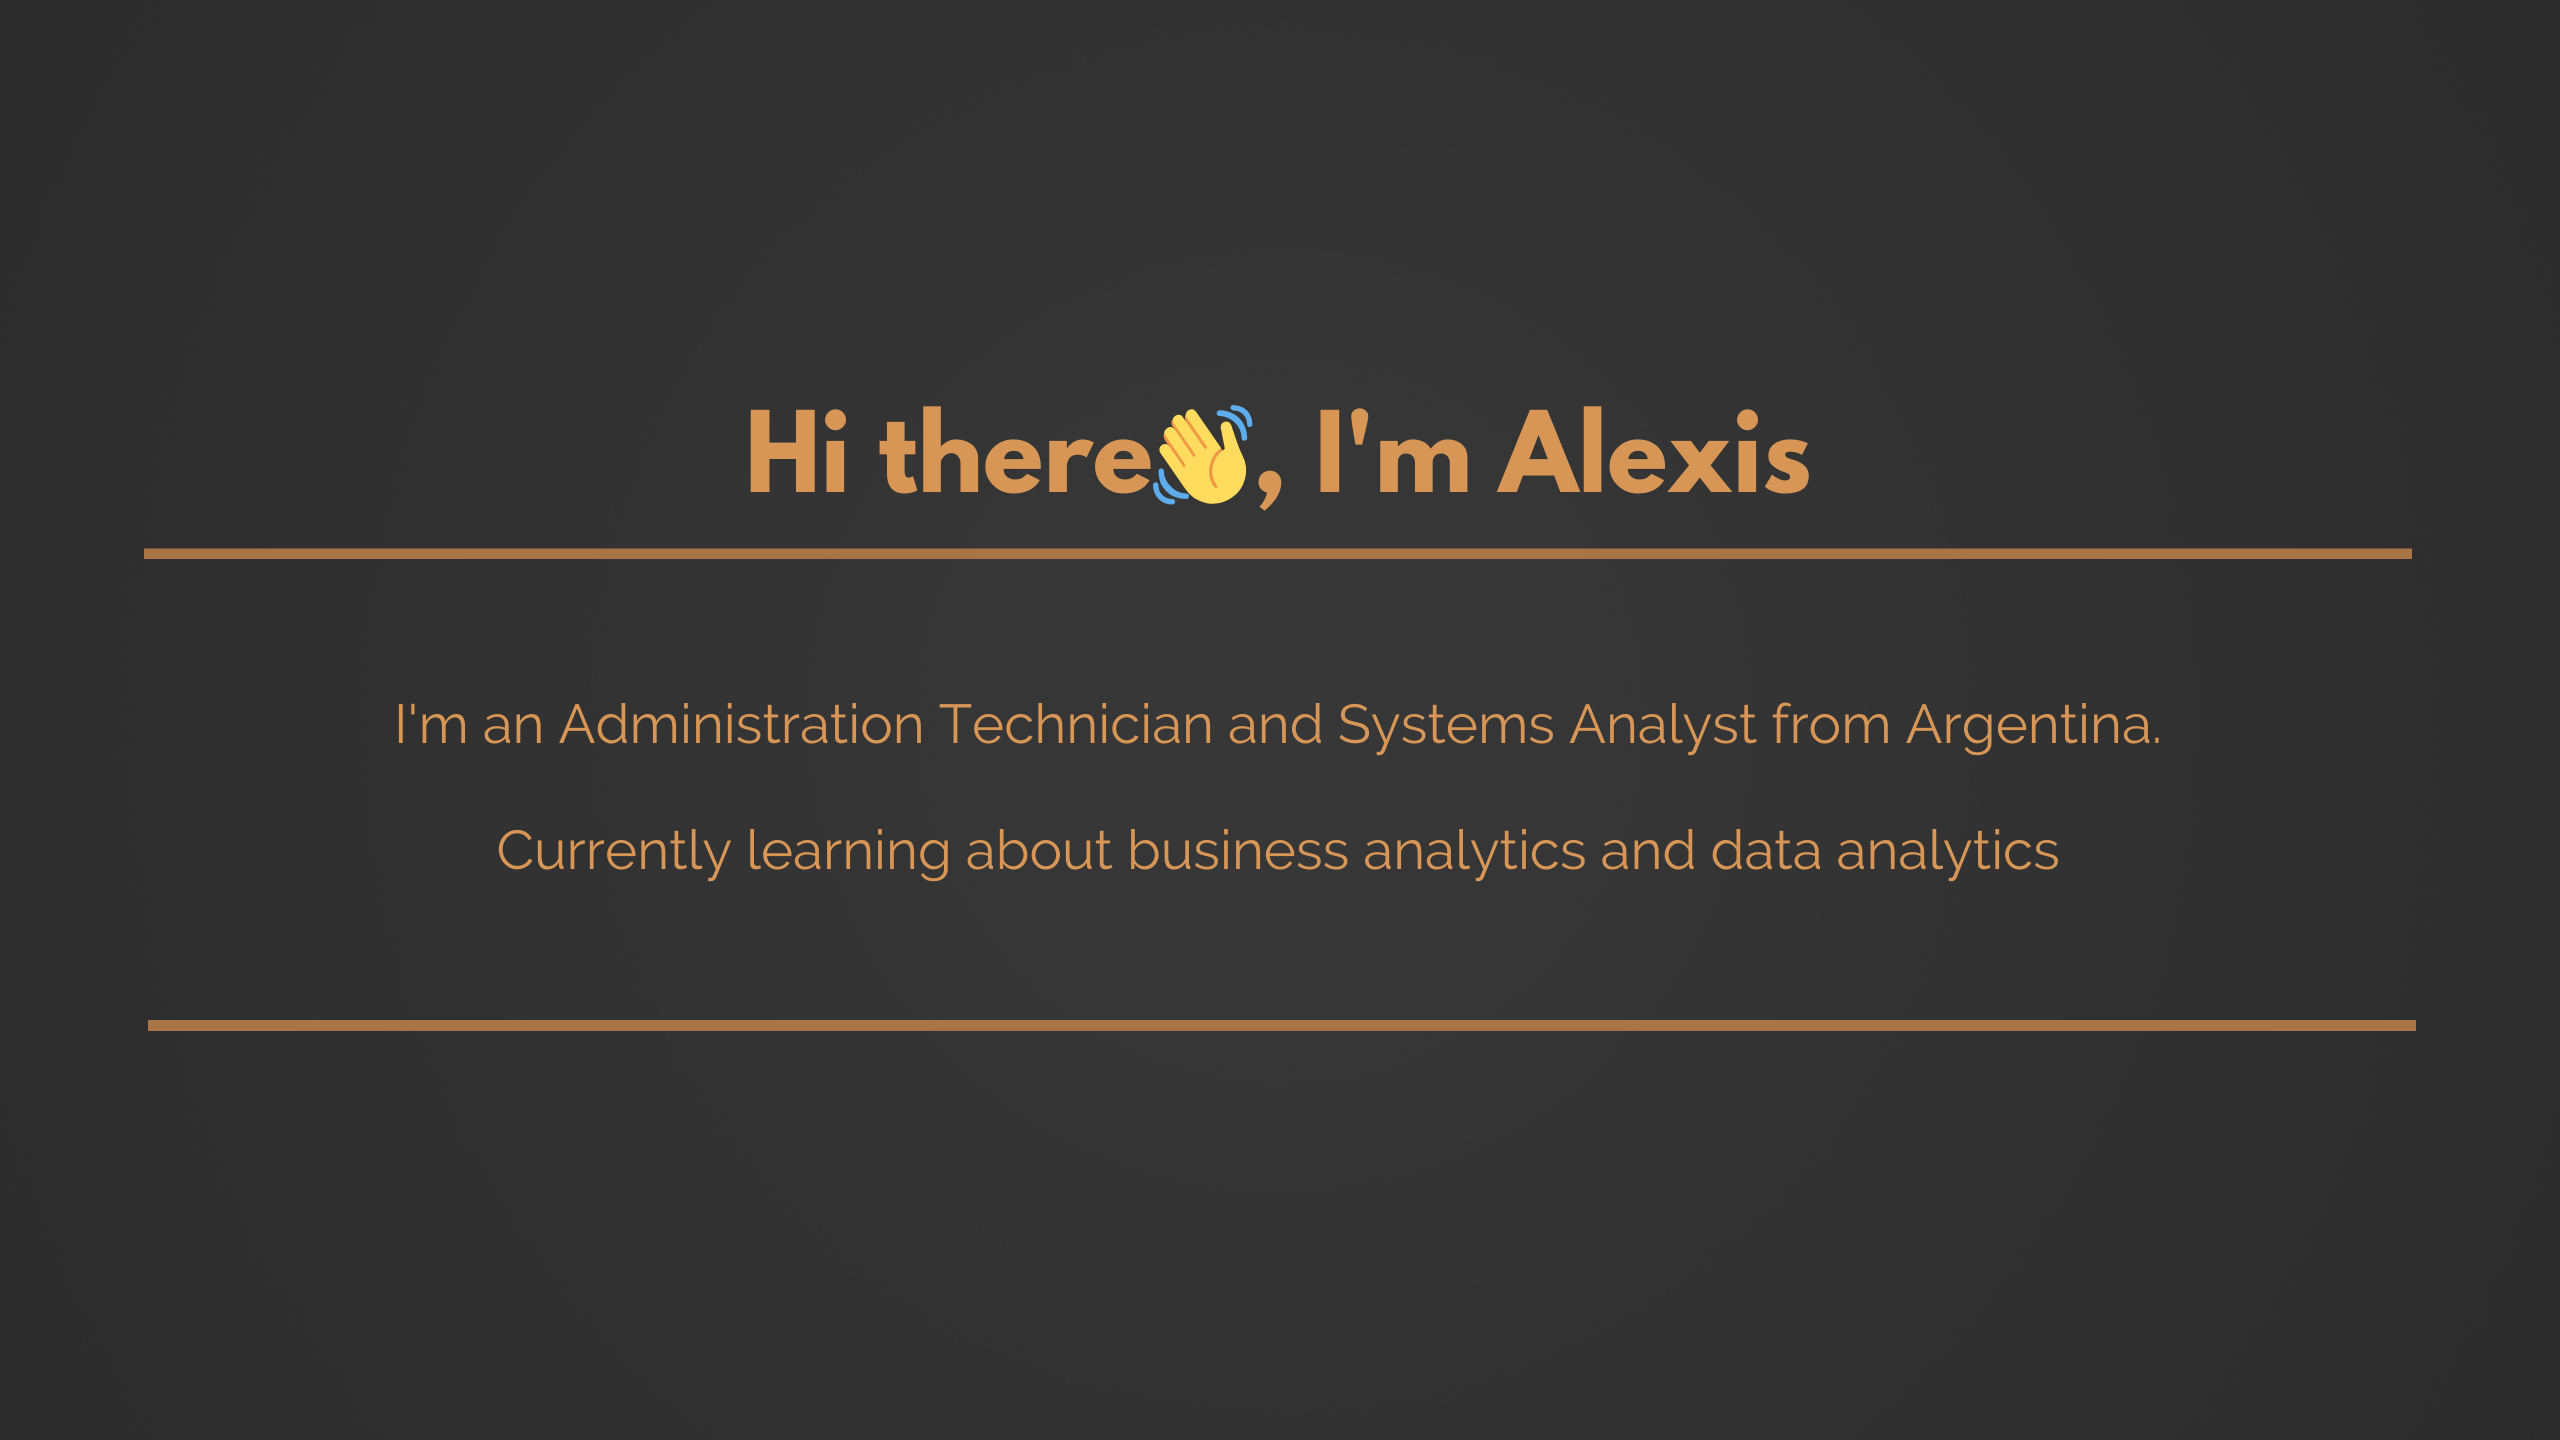 Hi there👋, I'm Alexis
I'm an Administration Technician and Systems Analyst from Argentina.
Currently learning about business analytics and data analytics